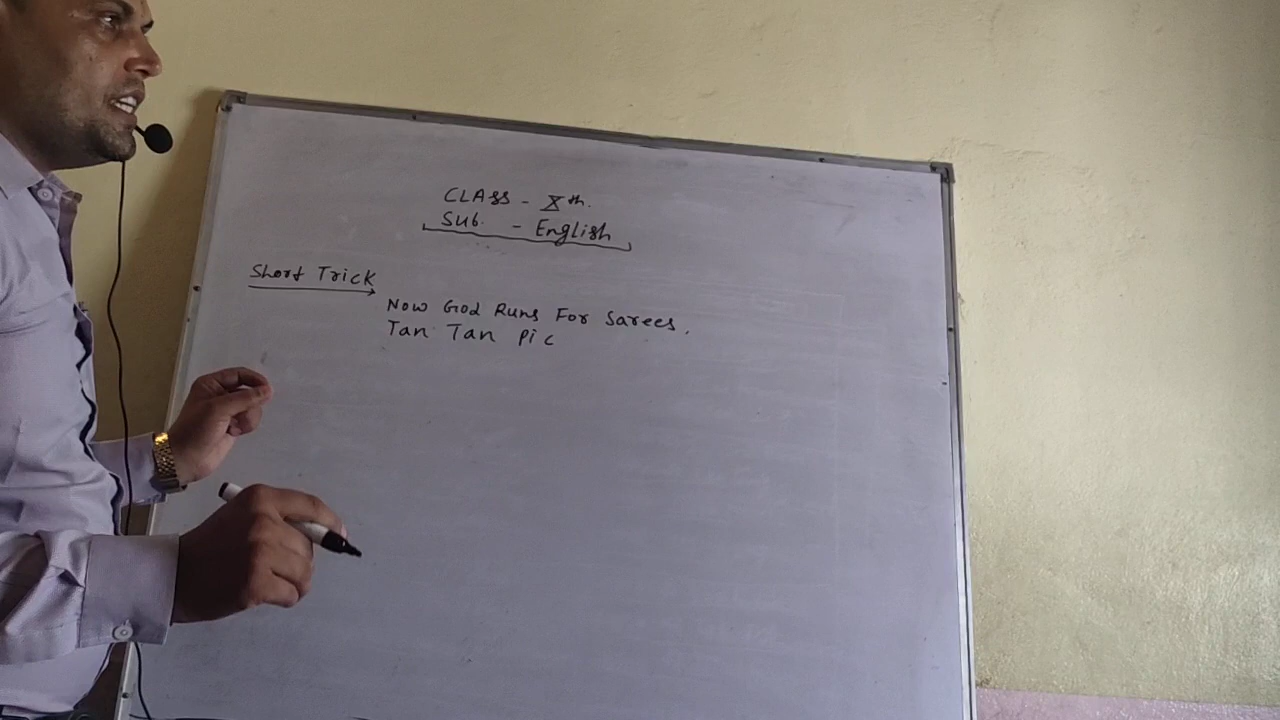 CLASS - Xth.
Sub. - English
Short Trick
Now God Runs For Sarees.
Tan Tan Pic